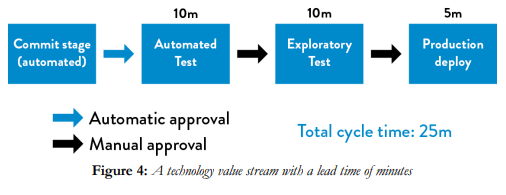 10m
10m
5m
Commit stage
(automated)
Automated
Test
Exploratory
Test
Production
deploy
Automatic approval
Manual approval
Total cycle time: 25m
Figure 4: A technology value stream with a lead time of minutes